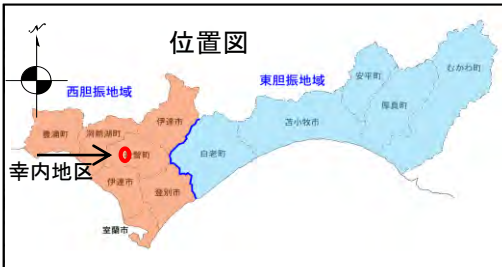 N
位置図
西胆振地域
東胆振地域
むかわ町
安平町
厚真町
伊達市
豊浦町
洞爺湖町
苫小牧市
白老町
瞥町
幸内地区
伊達市
登別市
室蘭市